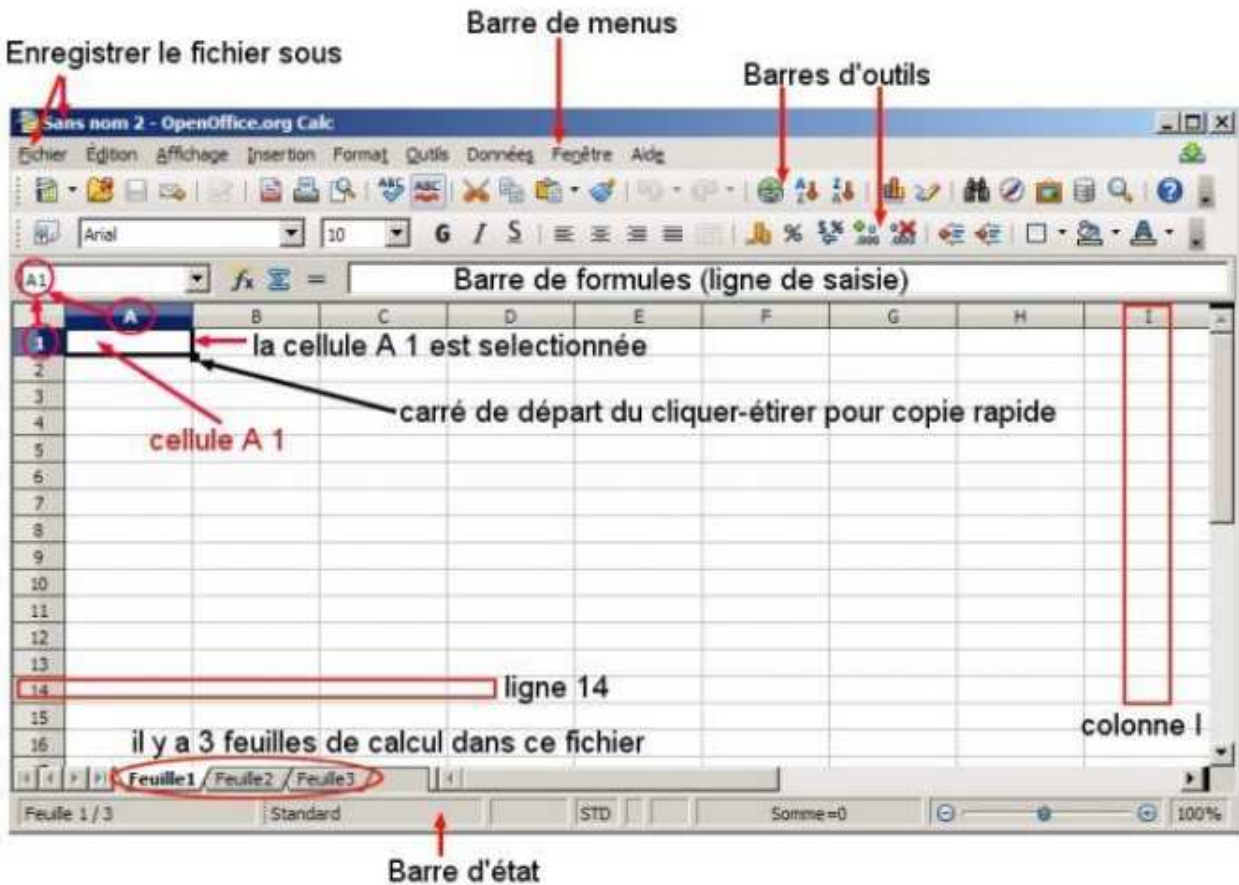 Barre de menus
Enregistrer le fichier sous
Barres d'outils
Sans nom 2 - OpenOffice.org Calc
Fichier Édition Affichage Insertion Format Outils Données Fenêtre Aide
Arial 10 G I S
A1 Barre de formules (ligne de saisie)
A B C D E F G H I
1 la cellule A 1 est selectionnée
2
3
4 carré de départ du cliquer-étirer pour copie rapide
5 cellule A 1
6
7
8
9
10
11
12
13
14 ligne 14
15 colonne I
16 il y a 3 feuilles de calcul dans ce fichier
Feuille1 Feuille2 Feuille3
Feuille 1 / 3 Standard STD Somme=0 100%
Barre d'état